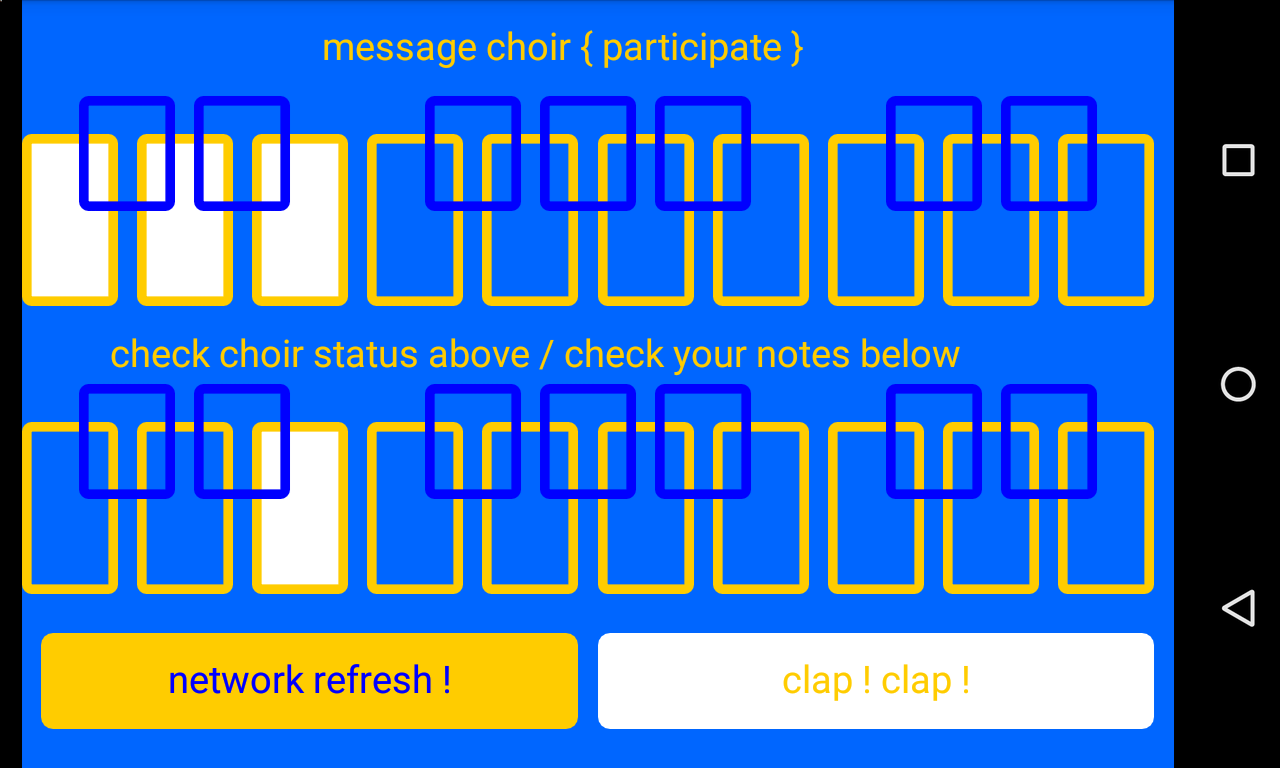 message choir { participate }
check choir status above / check your notes below
network refresh !
clap ! clap !